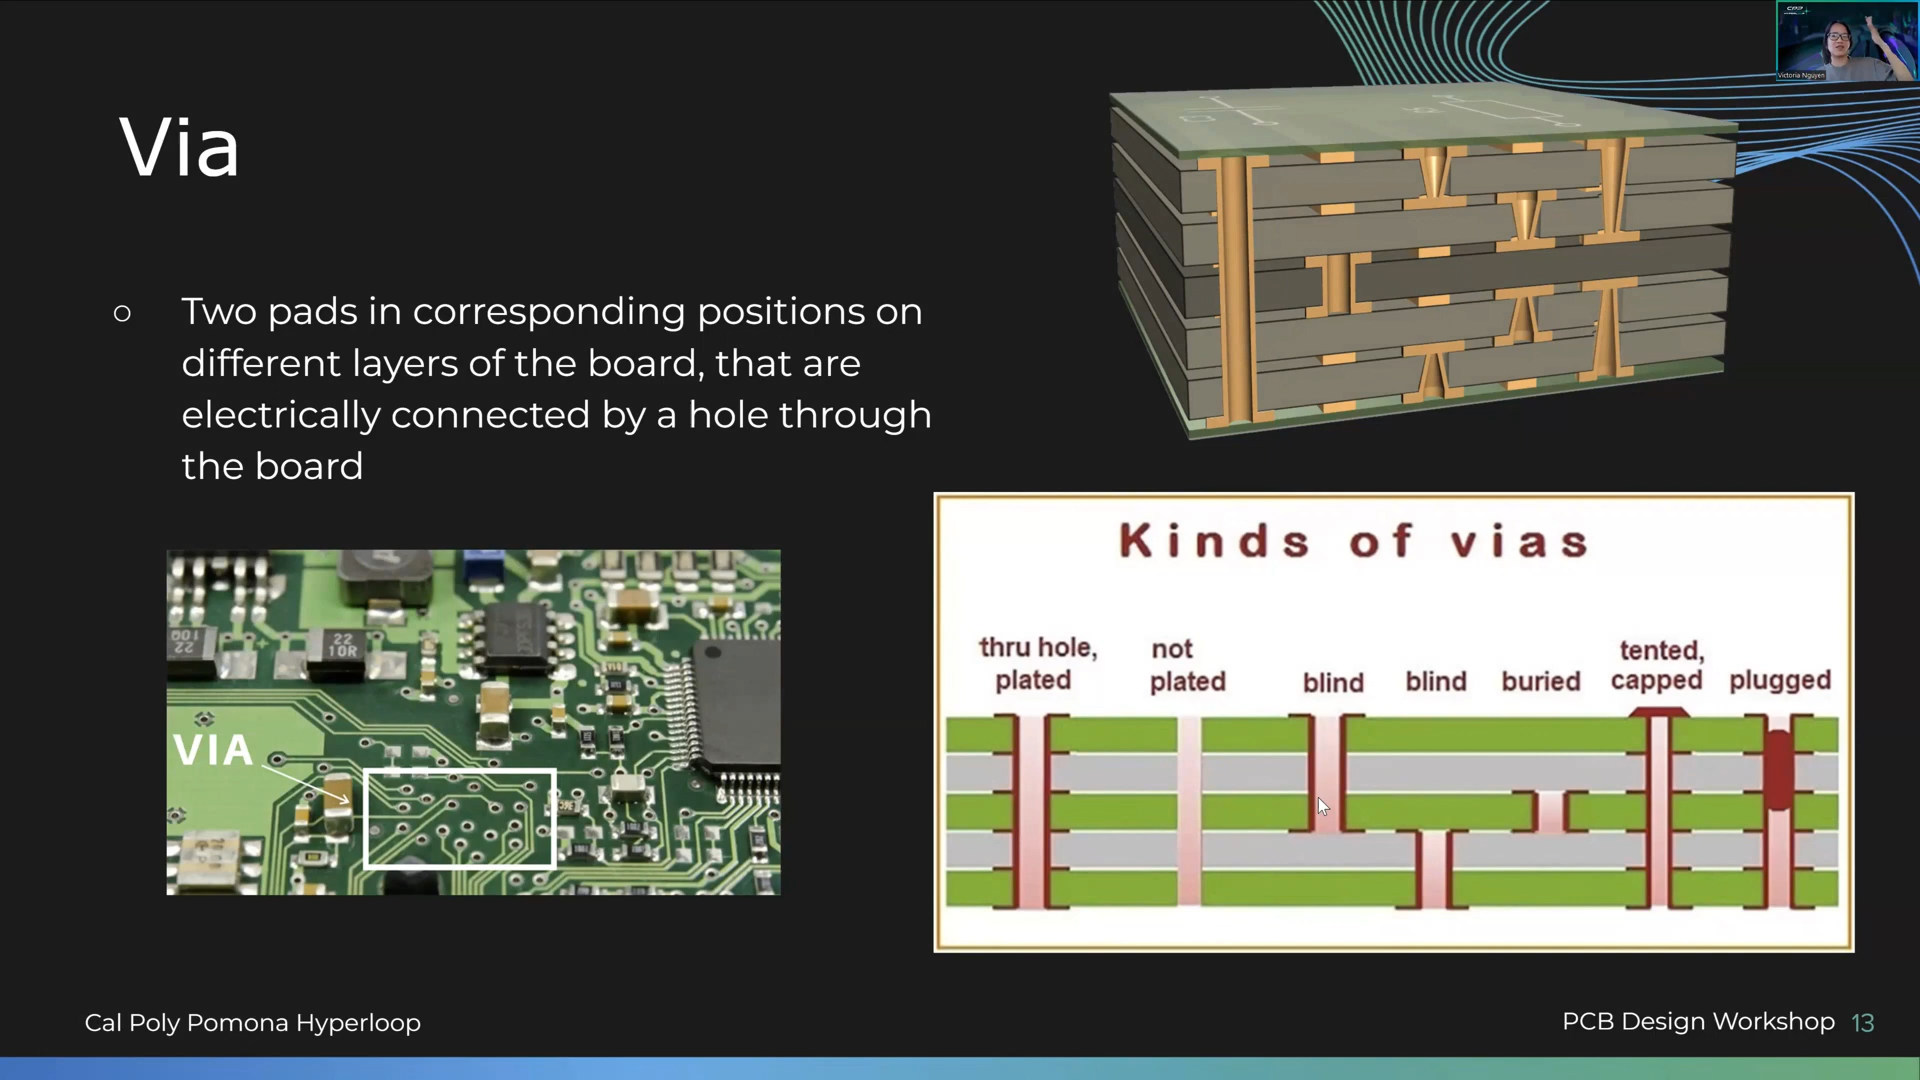 Victoria Nguyen
Via
Two pads in corresponding positions on
different layers of the board, that are
electrically connected by a hole through
the board
22
10R
VIA
Kinds of vias
thru hole,
plated
not
plated
blind
blind
buried
tented,
capped
plugged
Cal Poly Pomona Hyperloop
PCB Design Workshop 13